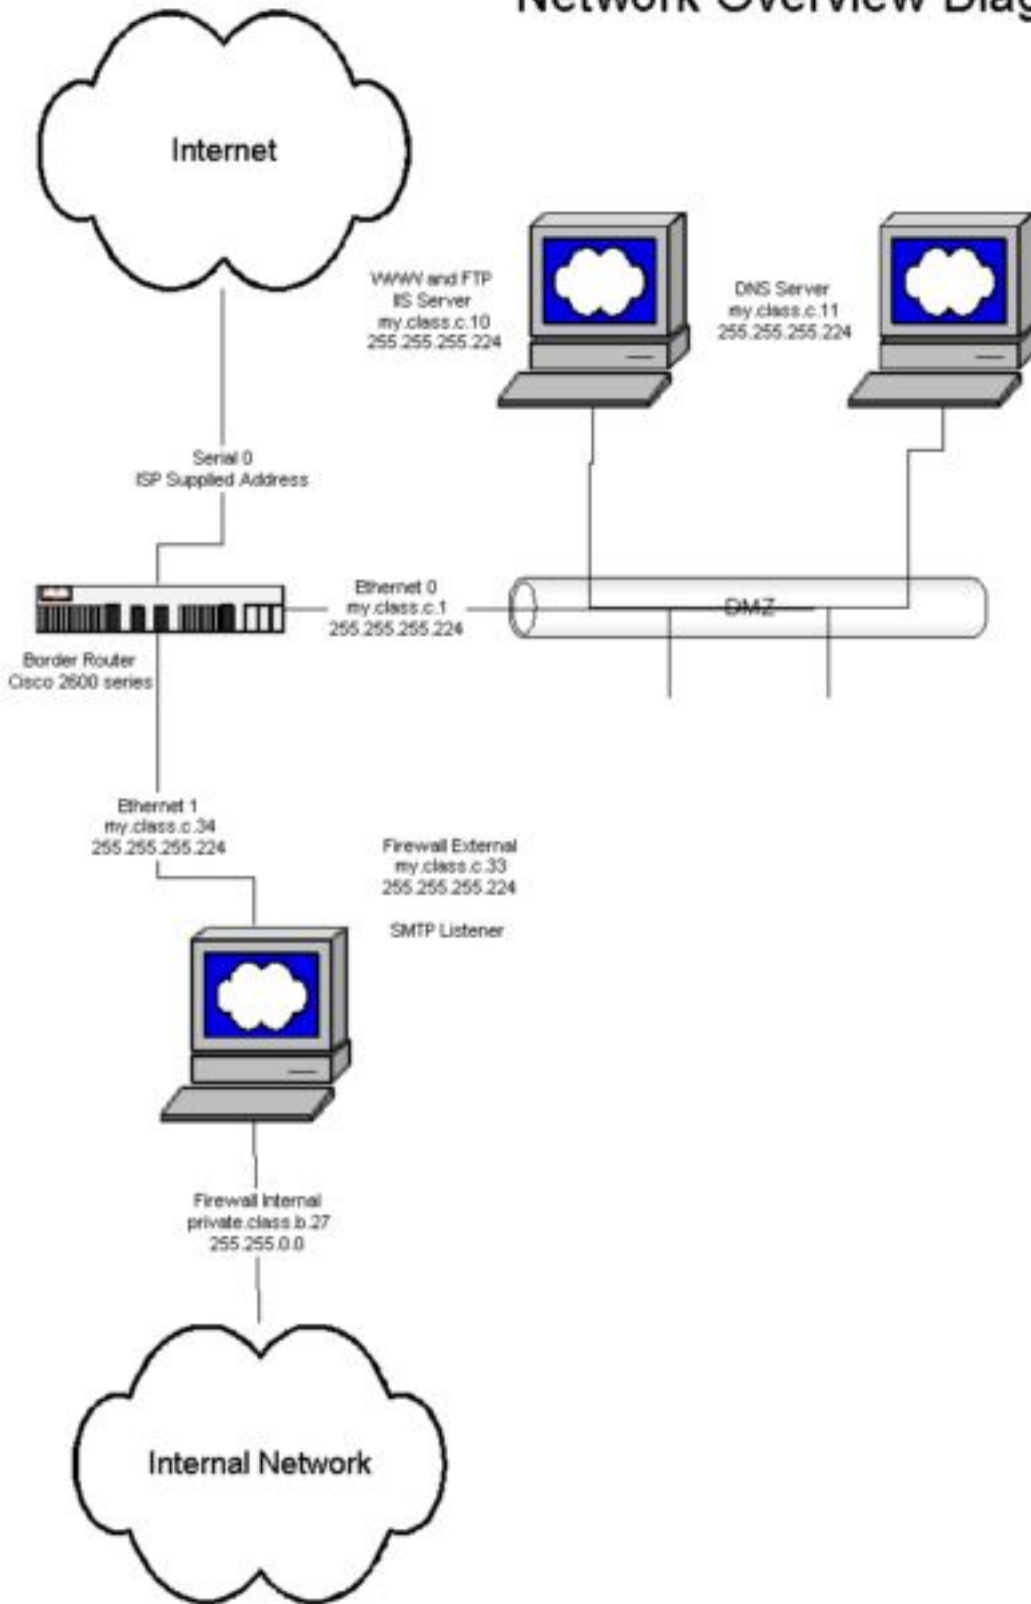 Network Overview Diag
Internet
WWW and FTP
IIS Server
my.class.c.10
255.255.255.224
DNS Server
my.class.c.11
255.255.255.224
Serial 0
ISP Supplied Address
Ethernet 0
my.class.c.1
255.255.255.224
DMZ
Border Router
Cisco 2600 series
Ethernet 1
my.class.c.34
255.255.255.224
Firewall External
my.class.c.33
255.255.255.224
SMTP Listener
Firewall Internal
private.class.b.27
255.255.0.0
Internal Network